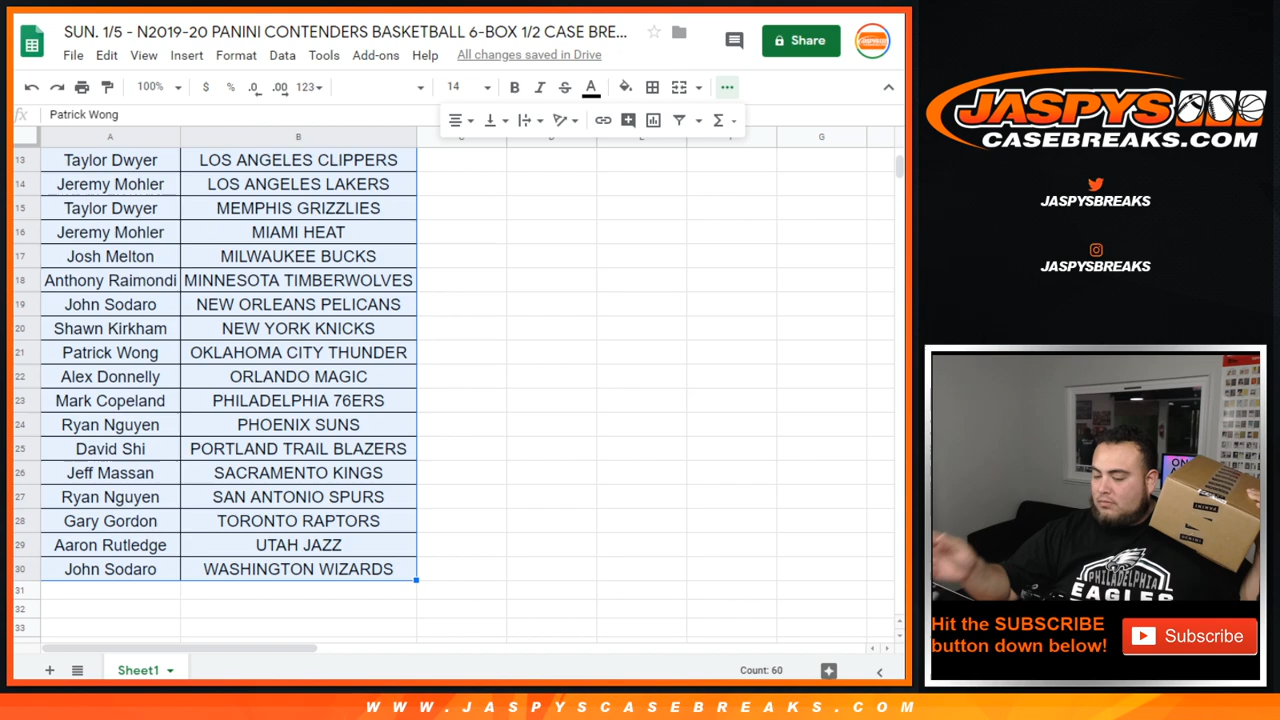 SUN. 1/5 - N2019-20 PANINI CONTENDERS BASKETBALL 6-BOX 1/2 CASE BRE...
File Edit View Insert Format Data Tools Add-ons Help All changes saved in Drive
Share
100% $ % .0 .00 123 14 B I S A
fx Patrick Wong
A B G
13 Taylor Dwyer LOS ANGELES CLIPPERS
14 Jeremy Mohler LOS ANGELES LAKERS
15 Taylor Dwyer MEMPHIS GRIZZLIES
16 Jeremy Mohler MIAMI HEAT
17 Josh Melton MILWAUKEE BUCKS
18 Anthony Raimondi MINNESOTA TIMBERWOLVES
19 John Sodaro NEW ORLEANS PELICANS
20 Shawn Kirkham NEW YORK KNICKS
21 Patrick Wong OKLAHOMA CITY THUNDER
22 Alex Donnelly ORLANDO MAGIC
23 Mark Copeland PHILADELPHIA 76ERS
24 Ryan Nguyen PHOENIX SUNS
25 David Shi PORTLAND TRAIL BLAZERS
26 Jeff Massan SACRAMENTO KINGS
27 Ryan Nguyen SAN ANTONIO SPURS
28 Gary Gordon TORONTO RAPTORS
29 Aaron Rutledge UTAH JAZZ
30 John Sodaro WASHINGTON WIZARDS
31
32
33
Sheet1
Count: 60
JASPYS
CASEBREAKS.COM
JASPYSBREAKS
JASPYSBREAKS
ON
PANINI
PHILADELPHIA
EAGLES
Hit the SUBSCRIBE
button down below!
Subscribe
WWW.JASPYSCASEBREAKS.COM